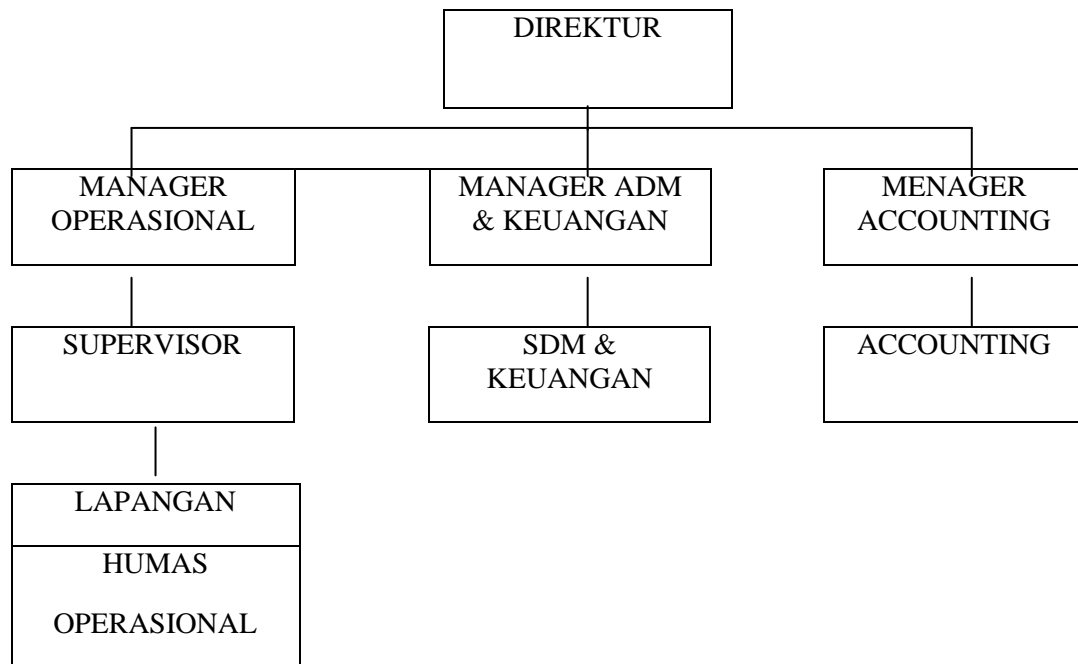 DIREKTUR
MANAGER
OPERASIONAL
MANAGER ADM
& KEUANGAN
MENAGER
ACCOUNTING
SUPERVISOR
SDM &
KEUANGAN
ACCOUNTING
LAPANGAN
HUMAS
OPERASIONAL